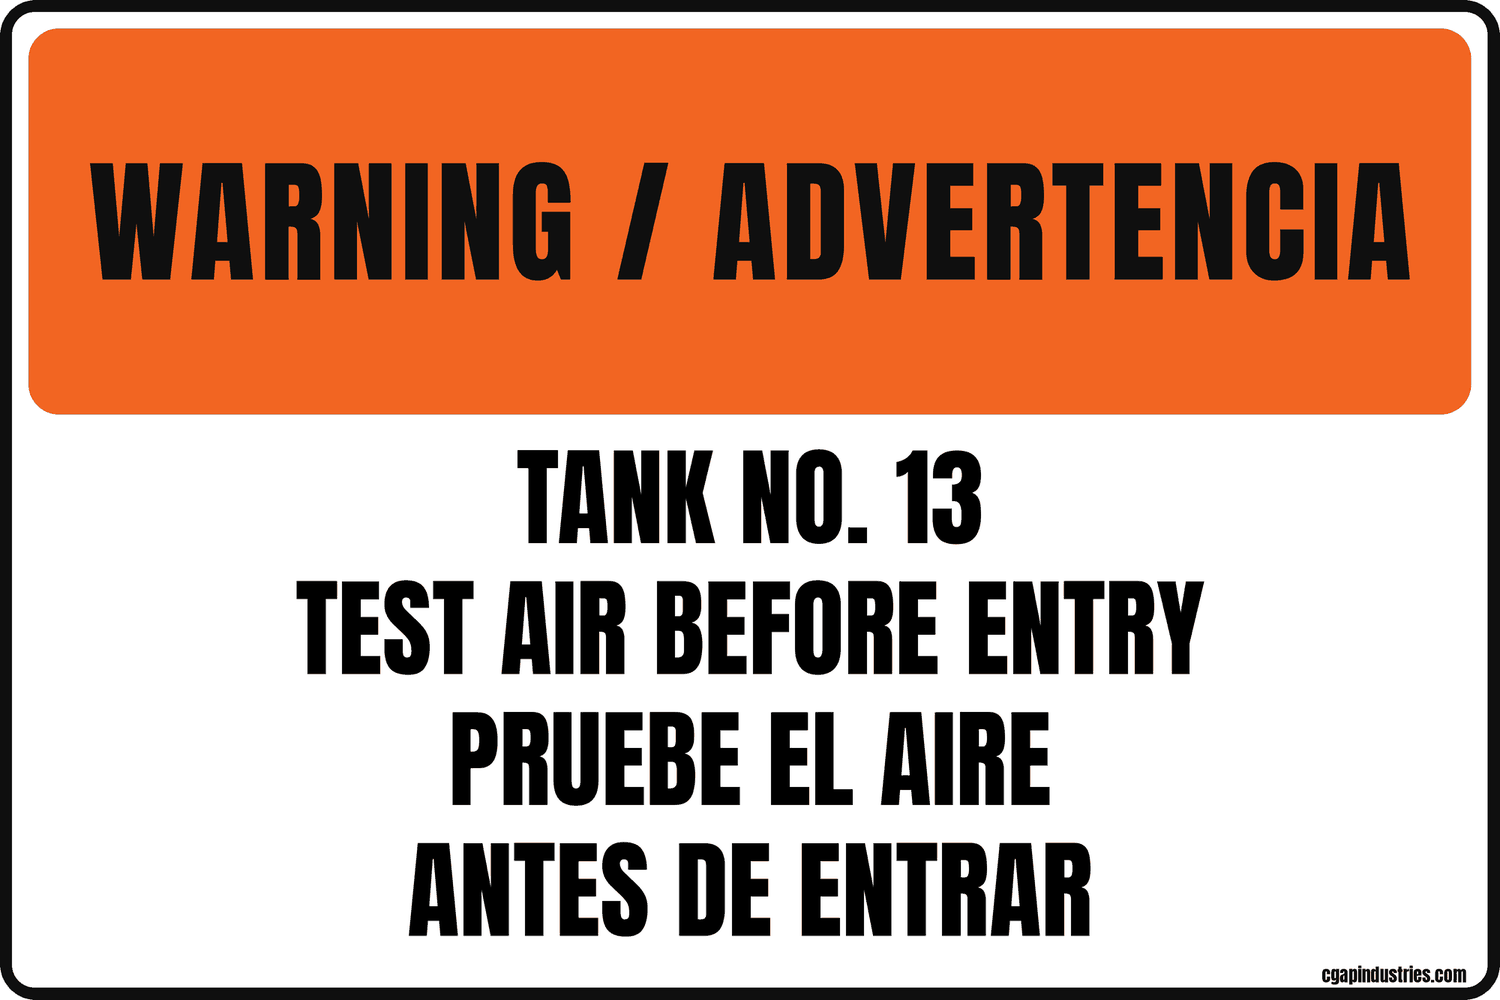 WARNING / ADVERTENCIA
TANK NO. 13
TEST AIR BEFORE ENTRY
PRUEBE EL AIRE
ANTES DE ENTRAR
cgapindustries.com